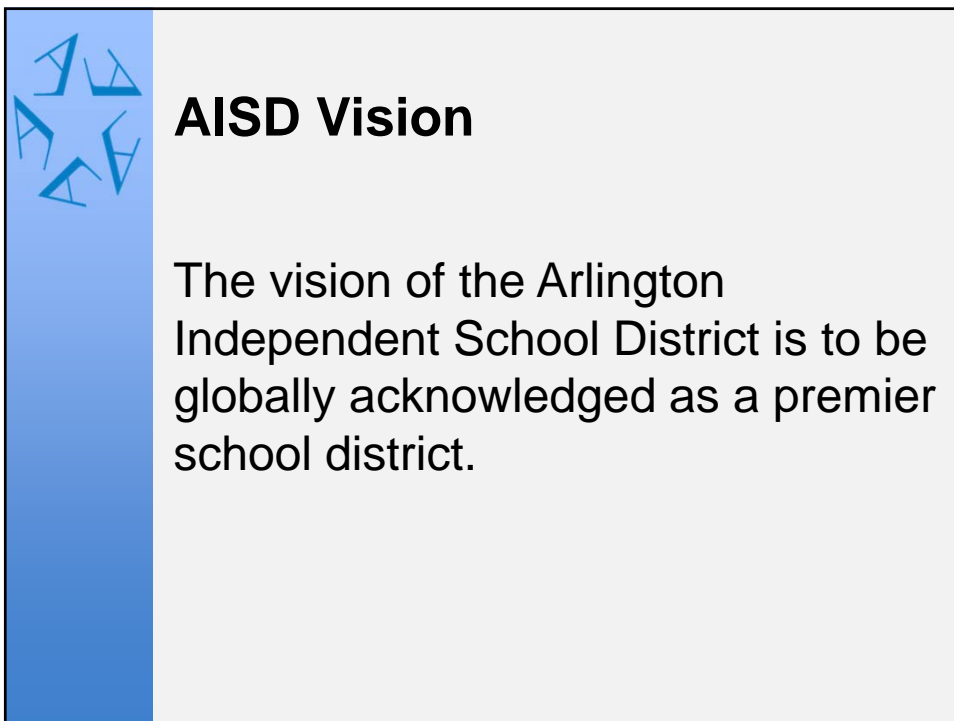 AISD Vision
The vision of the Arlington
Independent School District is to be
globally acknowledged as a premier
school district.